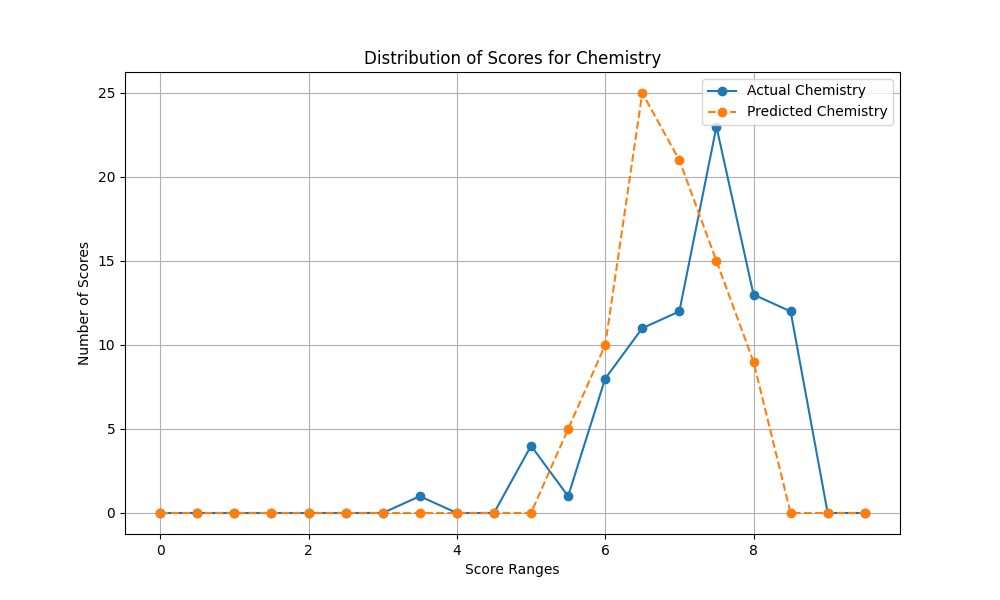 Distribution of Scores for Chemistry
Actual Chemistry
Predicted Chemistry
25
20
15
10
5
0
Number of Scores
0 2 4 6 8
Score Ranges